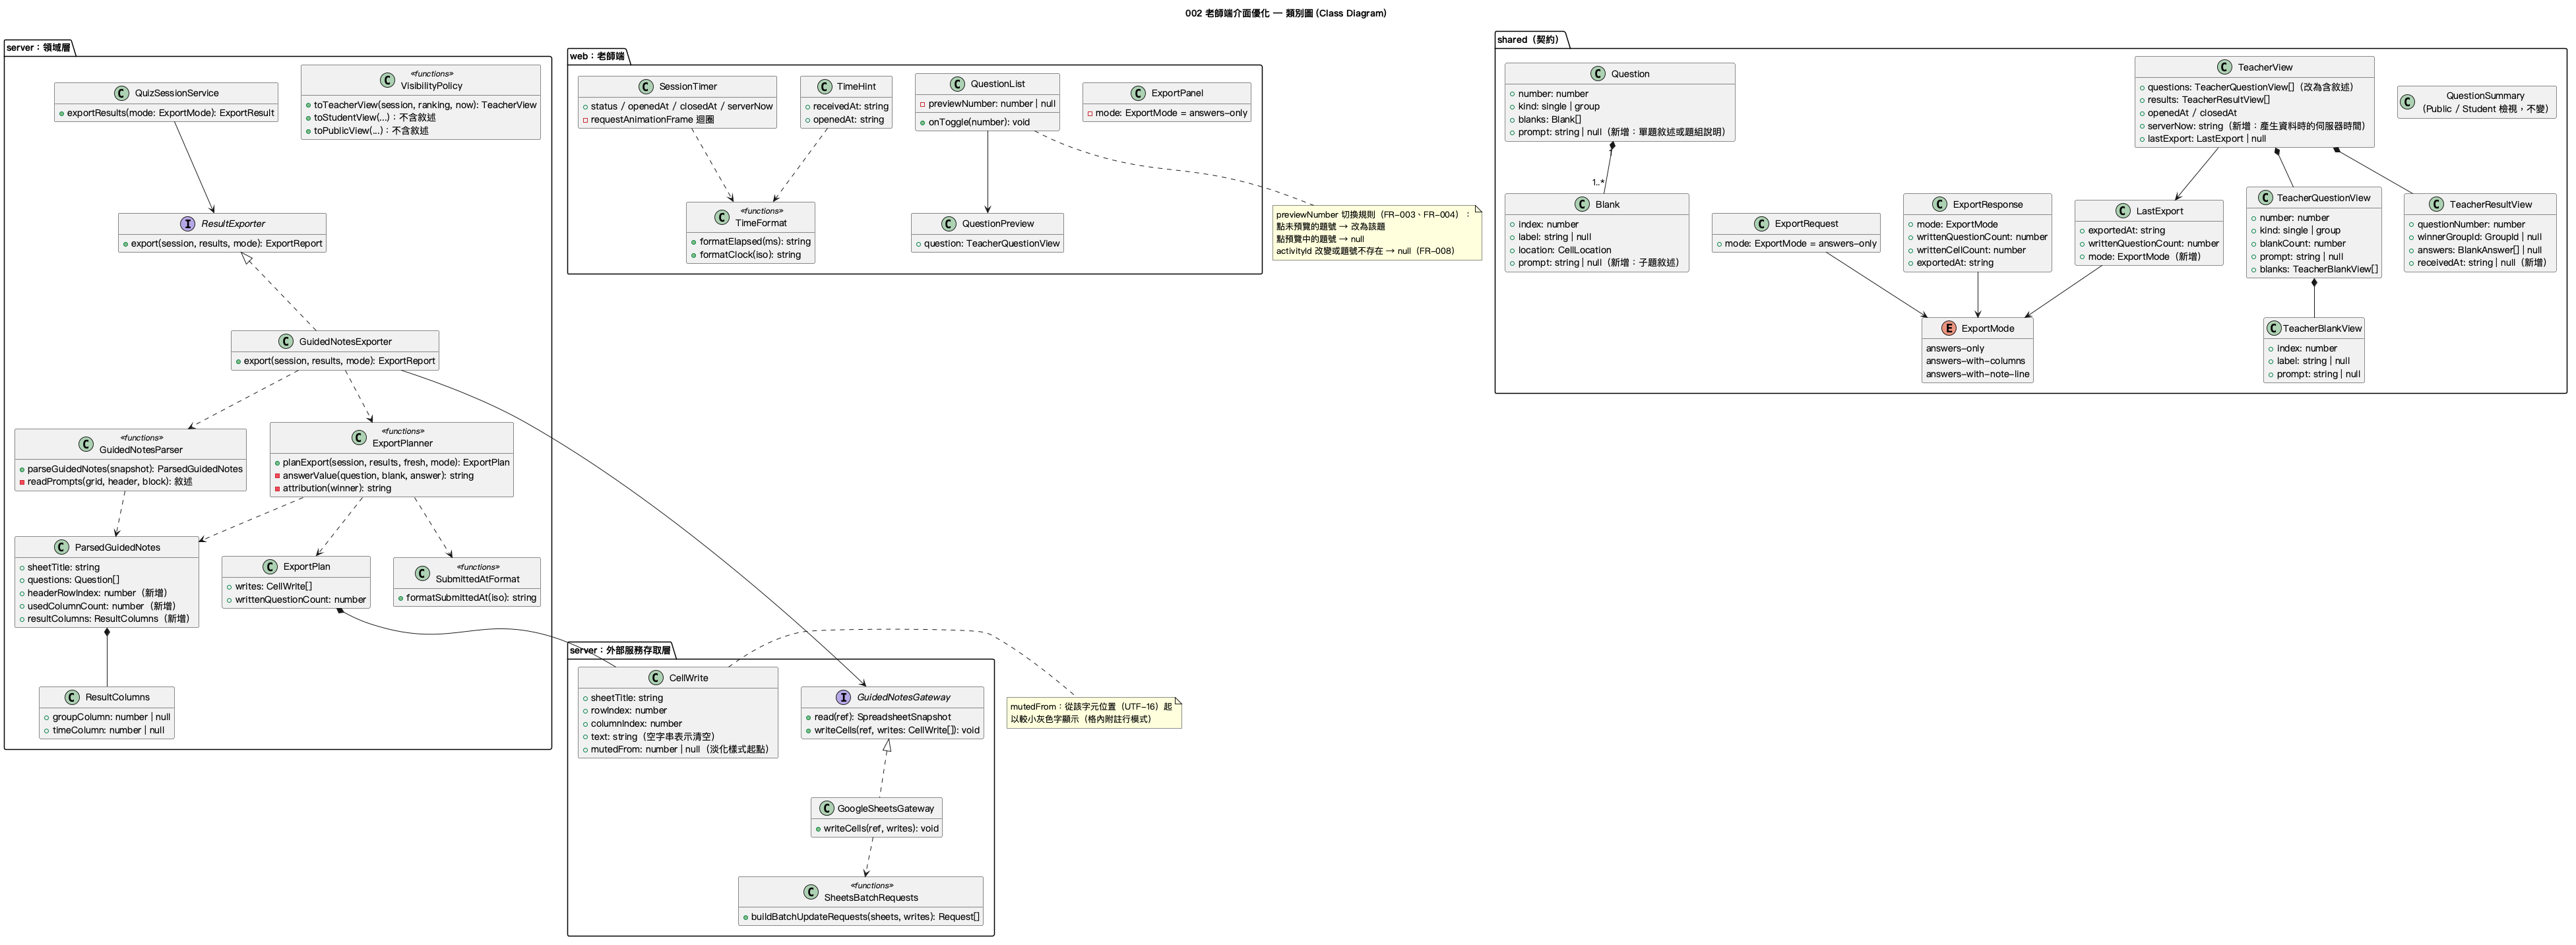 002 老師端介面優化 — 類別圖 (Class Diagram)
server：領域層
QuizSessionService
exportResults(mode: ExportMode): ExportResult
«functions»
VisibilityPolicy
toTeacherView(session, ranking, now): TeacherView
toStudentView(...)：不含敘述
toPublicView(...)：不含敘述
ResultExporter
export(session, results, mode): ExportReport
GuidedNotesExporter
export(session, results, mode): ExportReport
«functions»
GuidedNotesParser
parseGuidedNotes(snapshot): ParsedGuidedNotes
readPrompts(grid, header, block): 敘述
«functions»
ExportPlanner
planExport(session, results, fresh, mode): ExportPlan
answerValue(question, blank, answer): string
attribution(winner): string
ParsedGuidedNotes
sheetTitle: string
questions: Question[]
headerRowIndex: number（新增）
usedColumnCount: number（新增）
resultColumns: ResultColumns（新增）
ExportPlan
writes: CellWrite[]
writtenQuestionCount: number
«functions»
SubmittedAtFormat
formatSubmittedAt(iso): string
ResultColumns
groupColumn: number | null
timeColumn: number | null
web：老師端
SessionTimer
status / openedAt / closedAt / serverNow
requestAnimationFrame 迴圈
TimeHint
receivedAt: string
openedAt: string
QuestionList
previewNumber: number | null
onToggle(number): void
ExportPanel
mode: ExportMode = answers-only
«functions»
TimeFormat
formatElapsed(ms): string
formatClock(iso): string
QuestionPreview
question: TeacherQuestionView
previewNumber 切換規則（FR-003、FR-004）：
點未預覽的題號 → 改為該題
點預覽中的題號 → null
activityId 改變或題號不存在 → null（FR-008）
server：外部服務存取層
CellWrite
sheetTitle: string
rowIndex: number
columnIndex: number
text: string（空字串表示清空）
mutedFrom: number | null（淡化樣式起點）
GuidedNotesGateway
read(ref): SpreadsheetSnapshot
writeCells(ref, writes: CellWrite[]): void
mutedFrom：從該字元位置（UTF-16）起
以較小灰色字顯示（格內附註行模式）
GoogleSheetsGateway
writeCells(ref, writes): void
«functions»
SheetsBatchRequests
buildBatchUpdateRequests(sheets, writes): Request[]
shared（契約）
Question
number: number
kind: single | group
blanks: Blank[]
prompt: string | null（新增：單題敘述或題組說明）
1
1..*
Blank
index: number
label: string | null
location: CellLocation
prompt: string | null（新增：子題敘述）
TeacherView
questions: TeacherQuestionView[]（改為含敘述）
results: TeacherResultView[]
openedAt / closedAt
serverNow: string（新增：產生資料時的伺服器時間）
lastExport: LastExport | null
QuestionSummary
（Public / Student 檢視，不變）
ExportRequest
mode: ExportMode = answers-only
ExportResponse
mode: ExportMode
writtenQuestionCount: number
writtenCellCount: number
exportedAt: string
LastExport
exportedAt: string
writtenQuestionCount: number
mode: ExportMode（新增）
TeacherQuestionView
number: number
kind: single | group
blankCount: number
prompt: string | null
blanks: TeacherBlankView[]
TeacherResultView
questionNumber: number
winnerGroupId: GroupId | null
answers: BlankAnswer[] | null
receivedAt: string | null（新增）
ExportMode
answers-only
answers-with-columns
answers-with-note-line
TeacherBlankView
index: number
label: string | null
prompt: string | null